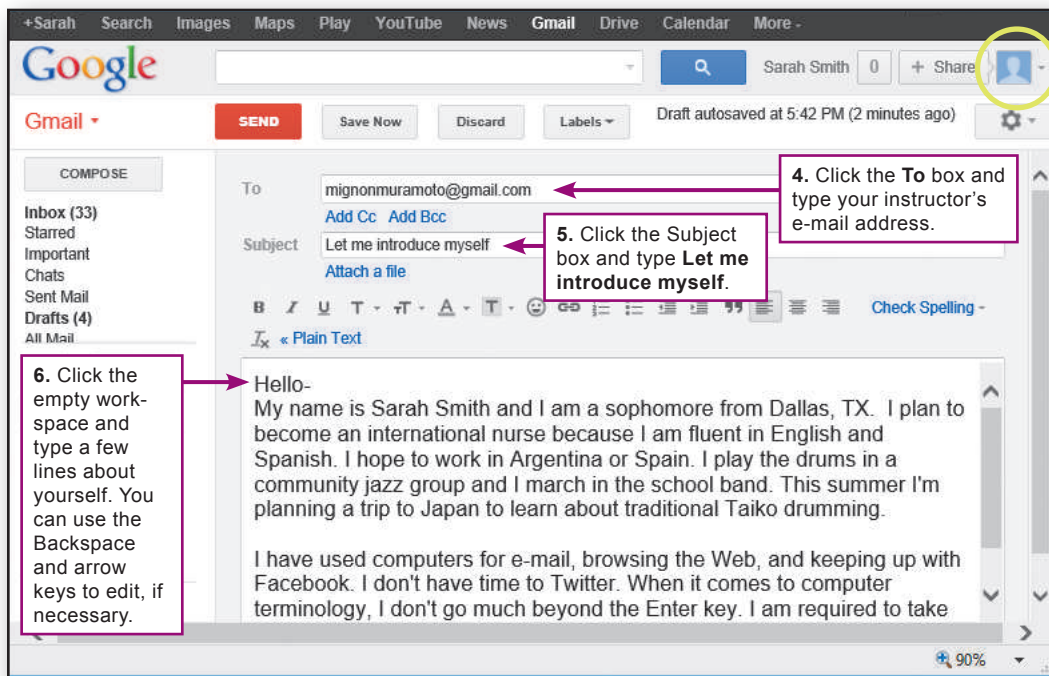 +Sarah Search Images Maps Play YouTube News Gmail Drive Calendar More
Google
Sarah Smith 0 + Share
Gmail
SEND Save Now Discard Labels Draft autosaved at 5:42 PM (2 minutes ago)
COMPOSE
Inbox (33)
Starred
Important
Chats
Sent Mail
Drafts (4)
All Mail
To mignonmuramoto@gmail.com
Add Cc Add Bcc
Subject Let me introduce myself
Attach a file
4. Click the To box and
type your instructor's
e-mail address.
5. Click the Subject
box and type Let me
introduce myself.
B I U T T A T Check Spelling
Tx « Plain Text
6. Click the
empty work-
space and
type a few
lines about
yourself. You
can use the
Backspace
and arrow
keys to edit, if
necessary.
Hello-
My name is Sarah Smith and I am a sophomore from Dallas, TX. I plan to
become an international nurse because I am fluent in English and
Spanish. I hope to work in Argentina or Spain. I play the drums in a
community jazz group and I march in the school band. This summer I'm
planning a trip to Japan to learn about traditional Taiko drumming.
I have used computers for e-mail, browsing the Web, and keeping up with
Facebook. I don't have time to Twitter. When it comes to computer
terminology, I don't go much beyond the Enter key. I am required to take
90%